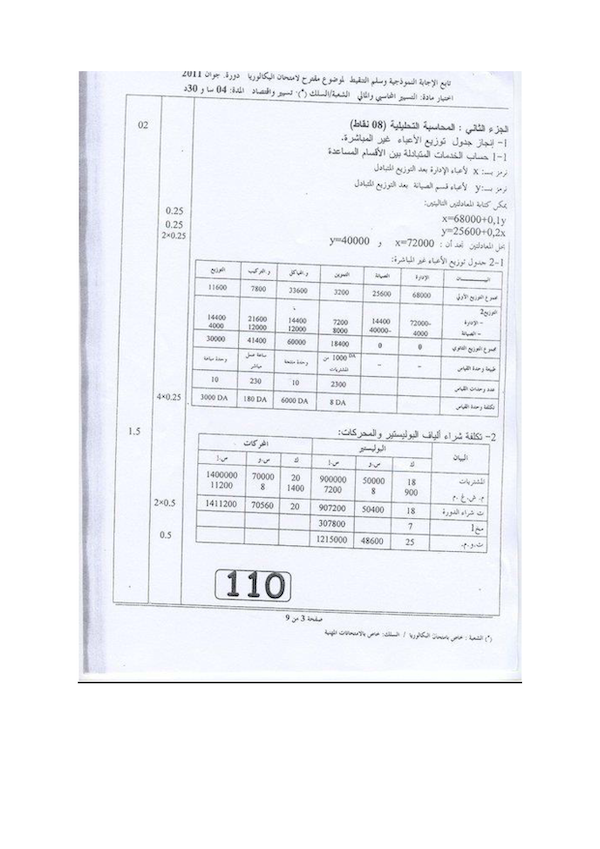 تابع الإجابة النموذجية وسلم التنقيط لموضوع مقترح لامتحان البكالوريا دورة: جوان 2011
اختبار مادة: التسيير المحاسبي والمالي الشعبة/السلك (*): تسيير واقتصاد المدة: 04 سا و 30د
الجزء الثاني : المحاسبة التحليلية (08 نقاط)
02
1- إنجاز جدول توزيع الأعباء غير المباشرة.
1-1 حساب الخدمات المتبادلة بين الأقسام المساعدة
نرمز بـ: x لأعباء الإدارة بعد التوزيع المتبادل
نرمز بـ: y لأعباء قسم الصيانة بعد التوزيع المتبادل
يمكن كتابة المعادلتين التاليتين:
x=68000+0,1y
0.25
y=25600+0,2x
0.25
بحل المعادلتين نجد أن : x=72000 و y=40000
2×0.25
2-1 جدول توزيع الأعباء غير المباشرة:
البيـــــان الإدارة الصيانة التموين و الهياكل و التركيب التوزيع
مجموع التوزيع الأولي 68000 25600 3200 33600 7800 11600
التوزيع2
- الإدارة 72000- 14400 7200 14400 21600 14400
- الصيانة 4000 40000- 8000 12000 12000 4000
مجموع التوزيع الثانوي 0 0 18400 60000 41400 30000
طبيعة وحدة القياس – – 1000 DA من المشتريات وحدة منتجة ساعة عمل مباشر وحدة مباعة
عدد وحدات القياس 2300 10 230 10
تكلفة وحدة القياس 8 DA 6000 DA 180 DA 3000 DA
4×0.25
2- تكلفة شراء ألياف البوليستير والمحركات:
1.5
البيان البوليستير المحركات
ك س.و ص.إ ك س.و ص.إ
المشتريات 18 50000 900000 20 70000 1400000
م .ش.غ .م 900 8 7200 1400 8 11200
ت شراء الدورة 18 50400 907200 20 70560 1411200
2×0.5
مخ1 7 307800
ت.و.م. 25 48600 1215000
0.5
110
صفحة 3 من 9
(*) الشعبة : خاص بامتحان البكالوريا / السلك: خاص بالامتحانات المهنية